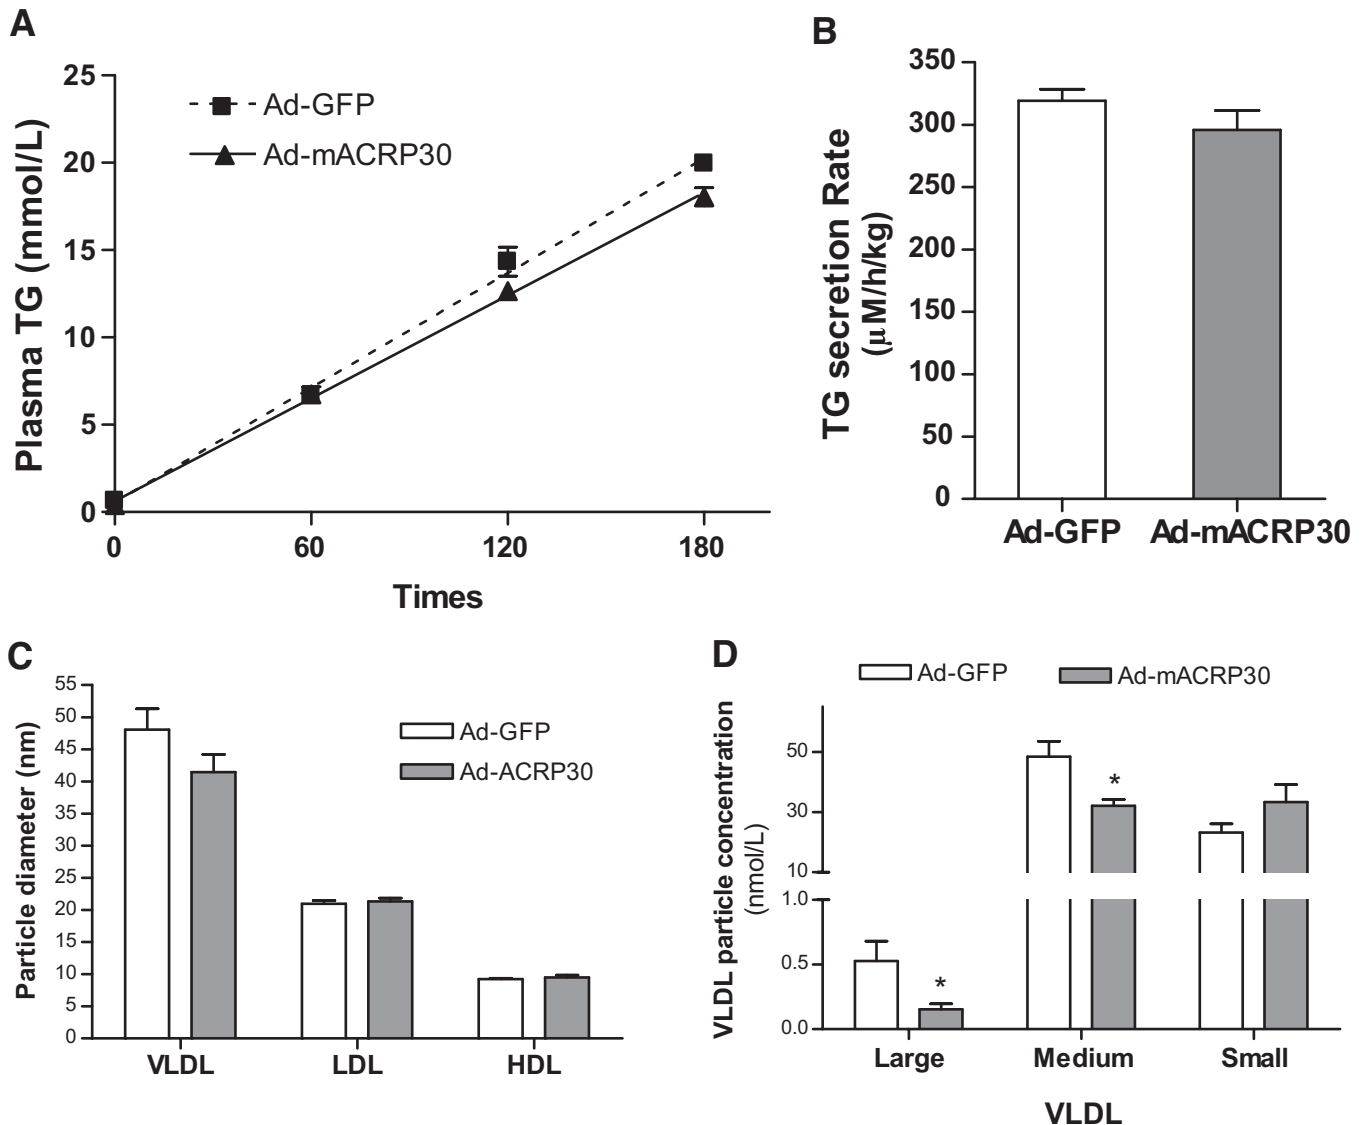 A
25
20
15
10
5
0
Plasma TG (mmol/L)
Ad-GFP
Ad-mACRP30
0 60 120 180
Times
B
350
300
250
200
150
100
50
0
TG secretion Rate
(μM/h/kg)
Ad-GFP Ad-mACRP30
C
55
50
45
40
35
30
25
20
15
10
5
0
Particle diameter (nm)
Ad-GFP
Ad-ACRP30
VLDL LDL HDL
D
Ad-GFP Ad-mACRP30
VLDL particle concentration
(nmol/L)
50
30
10
1.0
0.5
0.0
*
*
Large Medium Small
VLDL